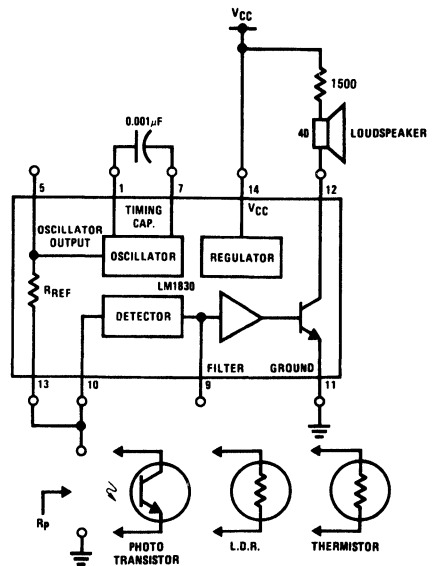 VCC
1500
0.001μF
40
LOUDSPEAKER
5
1
7
14
12
TIMING
CAP.
VCC
OSCILLATOR
OUTPUT
OSCILLATOR
REGULATOR
RREF
LM1830
DETECTOR
FILTER
GROUND
13
10
9
11
RP
PHOTO
TRANSISTOR
L.D.R.
THERMISTOR